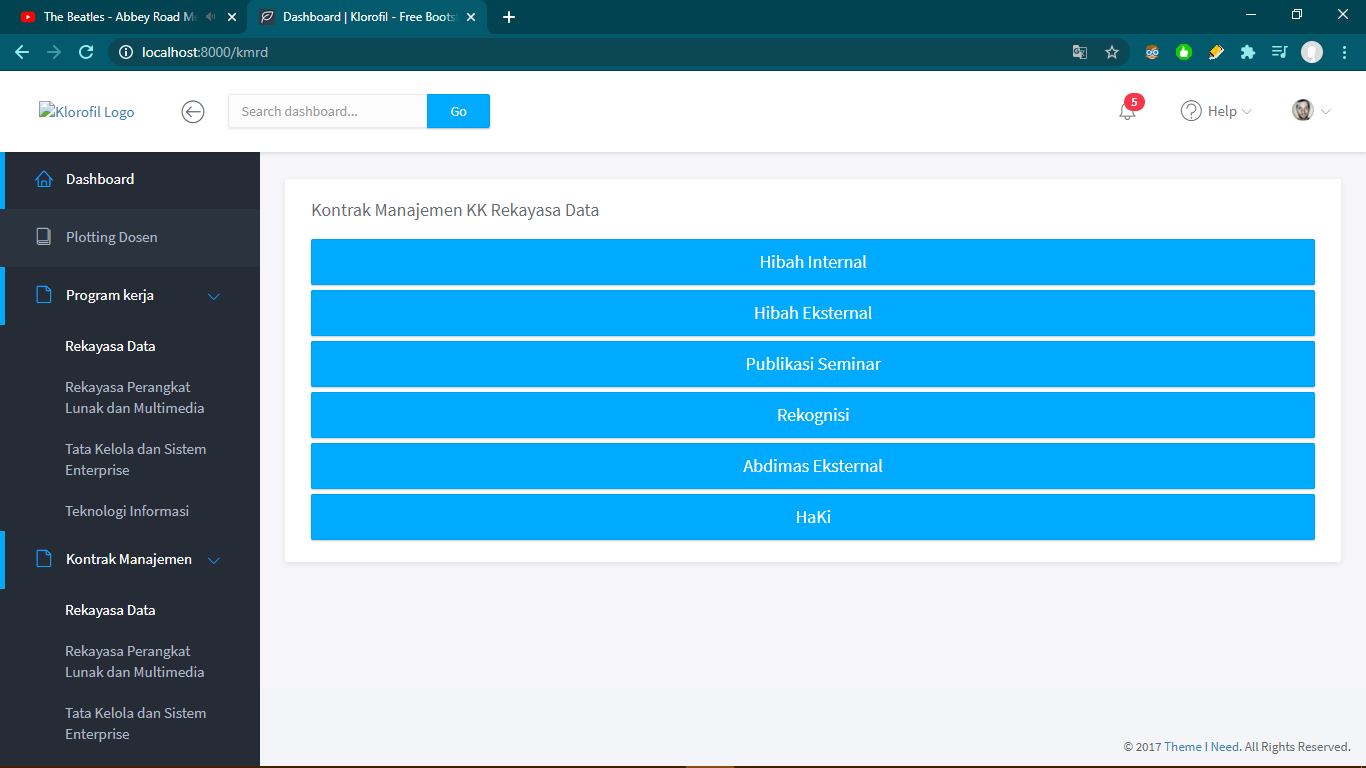 The Beatles - Abbey Road M
Dashboard | Klorofil - Free Boots
localhost:8000/kmrd
Klorofil Logo
Search dashboard...
Go
5
Help
Dashboard
Plotting Dosen
Program kerja
Rekayasa Data
Rekayasa Perangkat
Lunak dan Multimedia
Tata Kelola dan Sistem
Enterprise
Teknologi Informasi
Kontrak Manajemen
Rekayasa Data
Rekayasa Perangkat
Lunak dan Multimedia
Tata Kelola dan Sistem
Enterprise
Kontrak Manajemen KK Rekayasa Data
Hibah Internal
Hibah Eksternal
Publikasi Seminar
Rekognisi
Abdimas Eksternal
HaKi
© 2017 Theme I Need. All Rights Reserved.